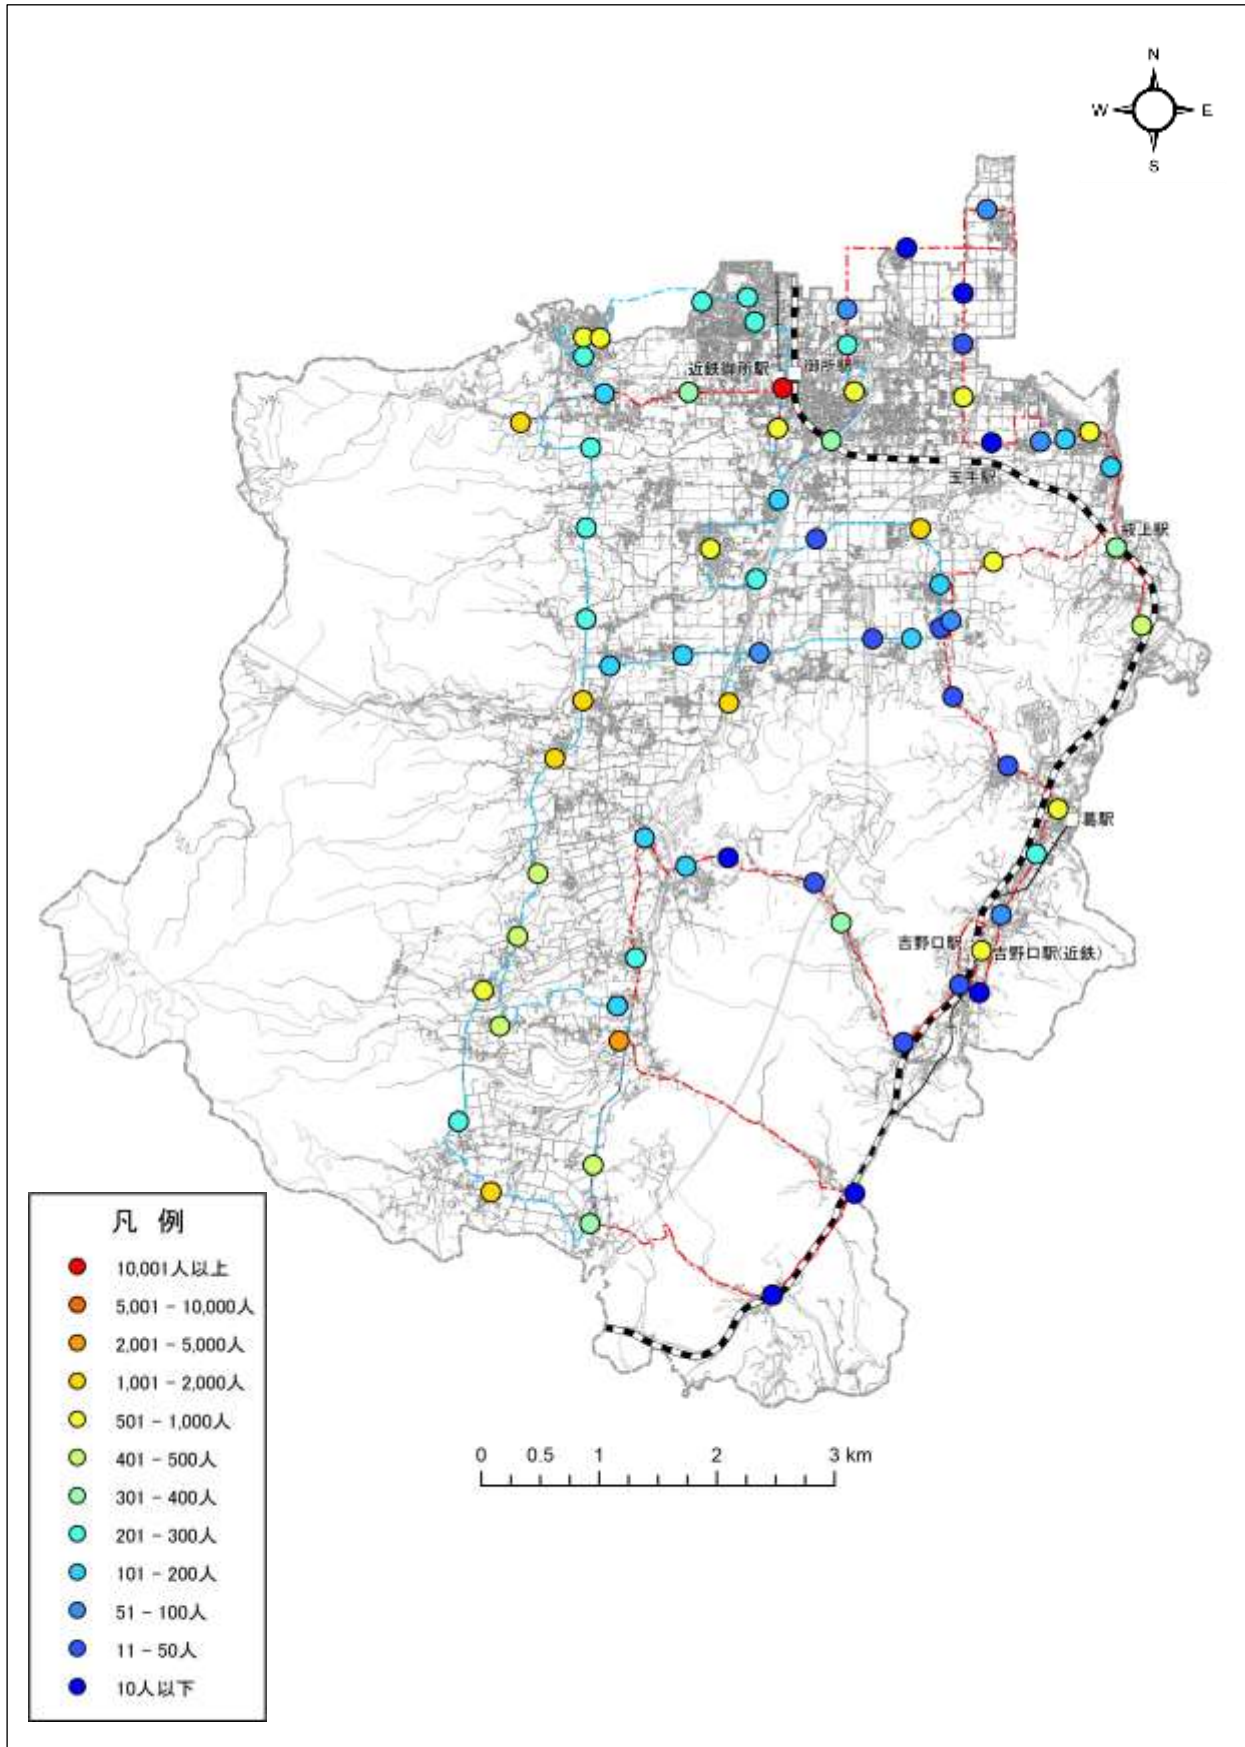 N
W E
S
近鉄御所駅
御所駅
玉手駅
掖上駅
葛駅
吉野口駅
吉野口駅(近鉄)
凡 例
10,001人以上
5,001 - 10,000人
2,001 - 5,000人
1,001 - 2,000人
501 - 1,000人
401 - 500人
301 - 400人
201 - 300人
101 - 200人
51 - 100人
11 - 50人
10人以下
0 0.5 1 2 3 km